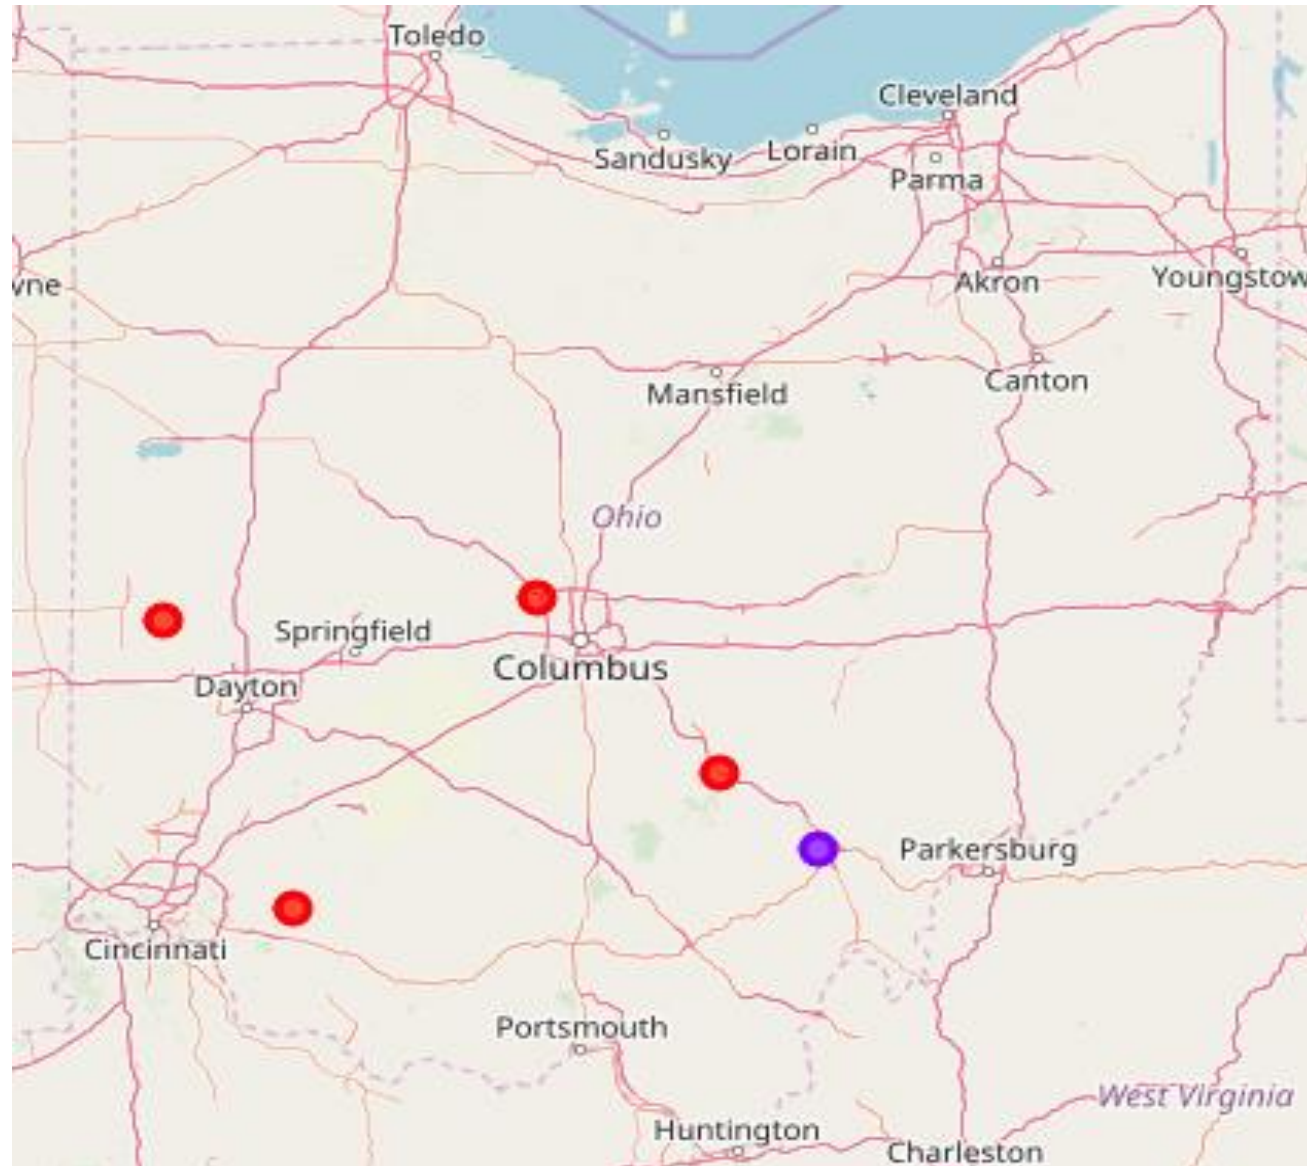 Toledo
Cleveland
Sandusky
Lorain
Parma
Akron
Youngstow
yne
Canton
Mansfield
Ohio
Springfield
Columbus
Dayton
Parkersburg
Cincinnati
Portsmouth
West Virginia
Huntington
Charleston